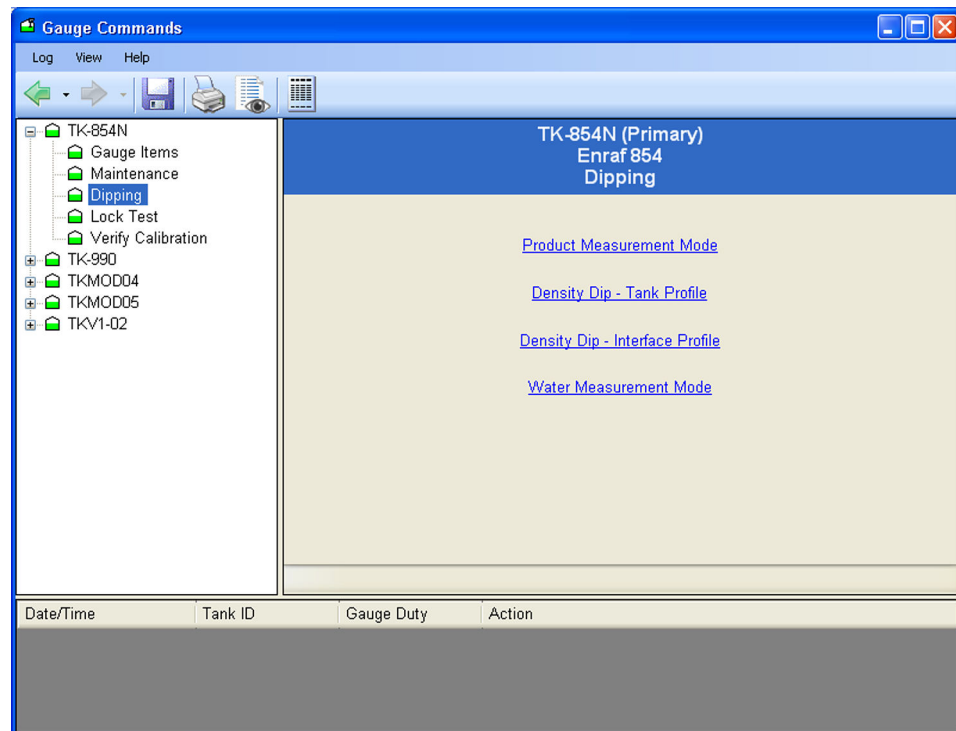 Gauge Commands
Log View Help
TK-854N
Gauge Items
Maintenance
Dipping
Lock Test
Verify Calibration
TK-990
TKMOD04
TKMOD05
TKV1-02
TK-854N (Primary)
Enraf 854
Dipping
Product Measurement Mode
Density Dip - Tank Profile
Density Dip - Interface Profile
Water Measurement Mode
Date/Time Tank ID Gauge Duty Action